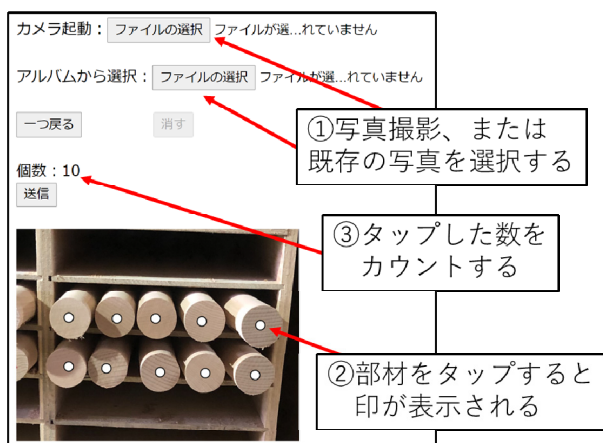 カメラ起動： ファイルの選択 ファイルが選...れていません
アルバムから選択： ファイルの選択 ファイルが選...れていません
①写真撮影、または
既存の写真を選択する
一つ戻る 消す
個数：10
送信
③タップした数を
カウントする
②部材をタップすると
印が表示される